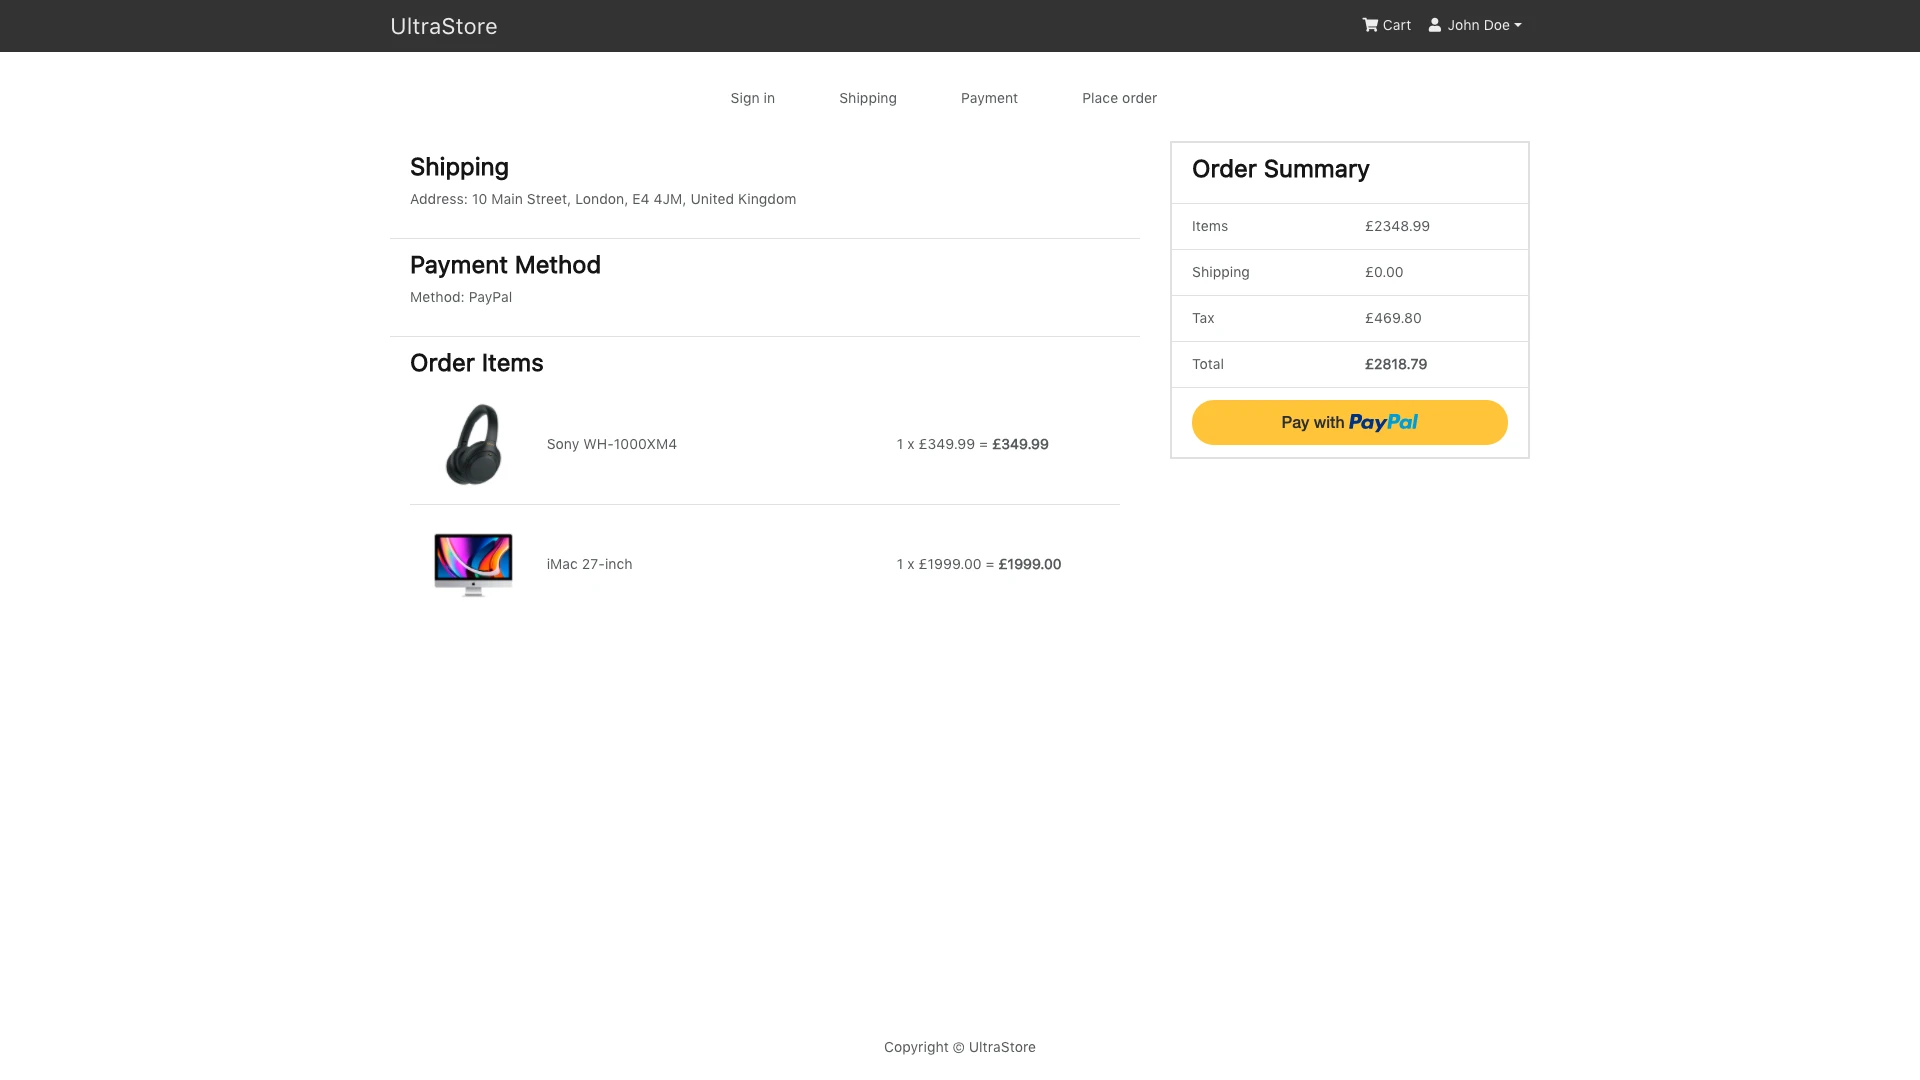 UltraStore
Cart
John Doe
Sign in
Shipping
Payment
Place order
Shipping
Address: 10 Main Street, London, E4 4JM, United Kingdom
Payment Method
Method: PayPal
Order Items
Sony WH-1000XM4
1 x £349.99 = £349.99
iMac 27-inch
1 x £1999.00 = £1999.00
Order Summary
Items £2348.99
Shipping £0.00
Tax £469.80
Total £2818.79
Pay with PayPal
Copyright © UltraStore